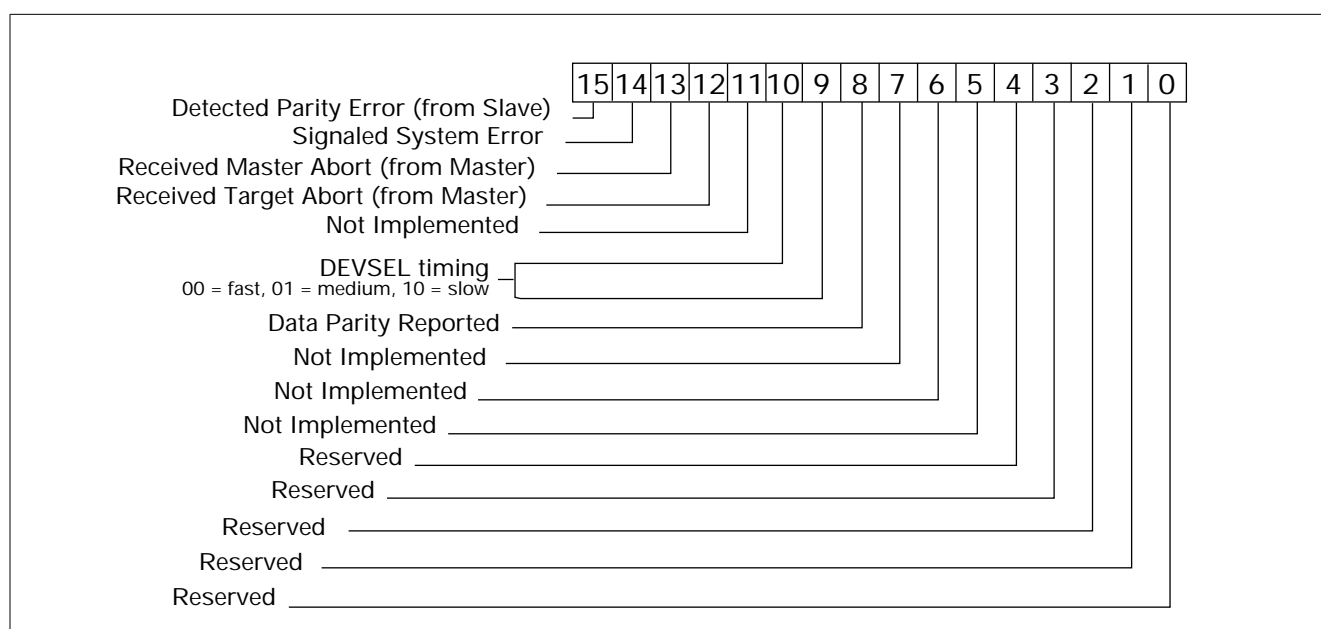 15 14 13 12 11 10 9 8 7 6 5 4 3 2 1 0
Detected Parity Error (from Slave)
Signaled System Error
Received Master Abort (from Master)
Received Target Abort (from Master)
Not Implemented
DEVSEL timing
00 = fast, 01 = medium, 10 = slow
Data Parity Reported
Not Implemented
Not Implemented
Not Implemented
Reserved
Reserved
Reserved
Reserved
Reserved